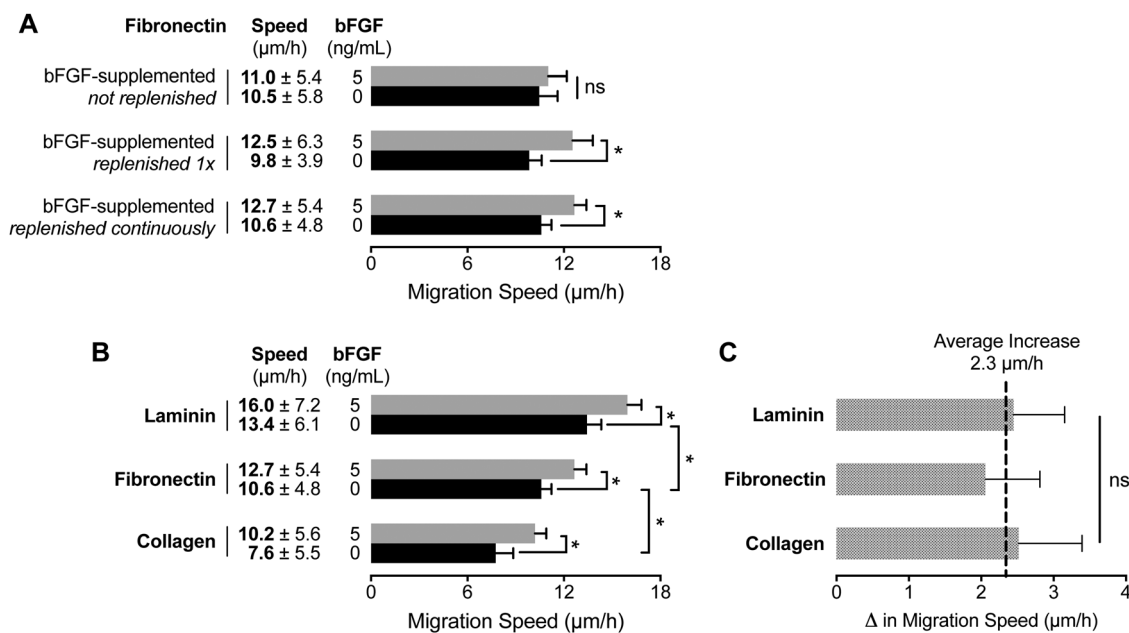 A
Fibronectin Speed bFGF
(µm/h) (ng/mL)
bFGF-supplemented 11.0 ± 5.4 5
not replenished 10.5 ± 5.8 0
ns
bFGF-supplemented 12.5 ± 6.3 5
replenished 1x 9.8 ± 3.9 0
*
bFGF-supplemented 12.7 ± 5.4 5
replenished continuously 10.6 ± 4.8 0
*
0 6 12 18
Migration Speed (µm/h)
B
Speed bFGF
(µm/h) (ng/mL)
Laminin 16.0 ± 7.2 5
13.4 ± 6.1 0
*
*
Fibronectin 12.7 ± 5.4 5
10.6 ± 4.8 0
*
*
Collagen 10.2 ± 5.6 5
7.6 ± 5.5 0
*
0 6 12 18
Migration Speed (µm/h)
C
Average Increase
2.3 µm/h
Laminin
Fibronectin
ns
Collagen
0 1 2 3 4
Δ in Migration Speed (µm/h)